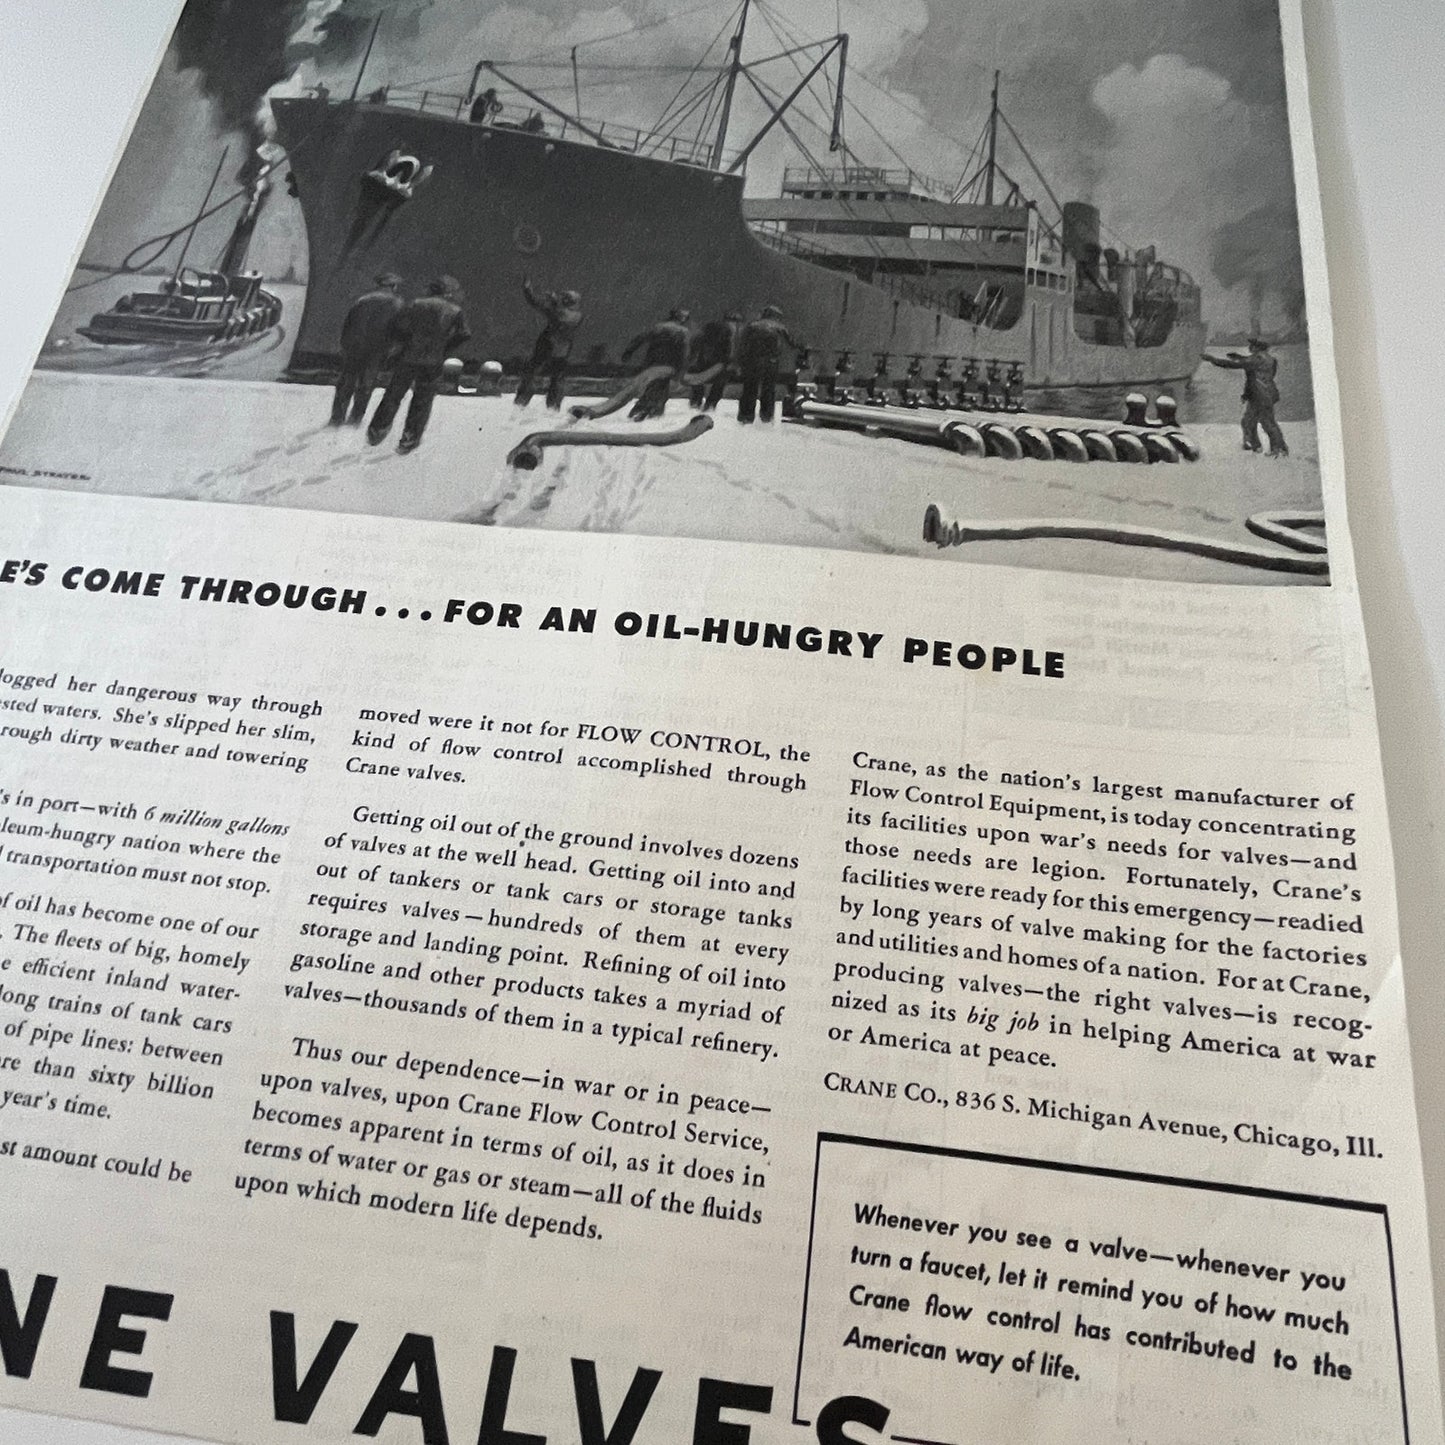 PAUL STRAYER
E'S COME THROUGH... FOR AN OIL-HUNGRY PEOPLE
logged her dangerous way through
sted waters. She's slipped her slim,
rough dirty weather and towering
's in port—with 6 million gallons
leum-hungry nation where the
transportation must not stop.
of oil has become one of our
. The fleets of big, homely
e efficient inland water-
long trains of tank cars
of pipe lines: between
re than sixty billion
year's time.
st amount could be
moved were it not for FLOW CONTROL, the
kind of flow control accomplished through
Crane valves.
Getting oil out of the ground involves dozens
of valves at the well head. Getting oil into and
out of tankers or tank cars or storage tanks
requires valves—hundreds of them at every
storage and landing point. Refining of oil into
gasoline and other products takes a myriad of
valves—thousands of them in a typical refinery.
Thus our dependence—in war or in peace—
upon valves, upon Crane Flow Control Service,
becomes apparent in terms of oil, as it does in
terms of water or gas or steam—all of the fluids
upon which modern life depends.
Crane, as the nation's largest manufacturer of
Flow Control Equipment, is today concentrating
its facilities upon war's needs for valves—and
those needs are legion. Fortunately, Crane's
facilities were ready for this emergency—readied
by long years of valve making for the factories
and utilities and homes of a nation. For at Crane,
producing valves—the right valves—is recog-
nized as its big job in helping America at war
or America at peace.
CRANE CO., 836 S. Michigan Avenue, Chicago, Ill.
Whenever you see a valve—whenever you
turn a faucet, let it remind you of how much
Crane flow control has contributed to the
American way of life.
NE VALVES